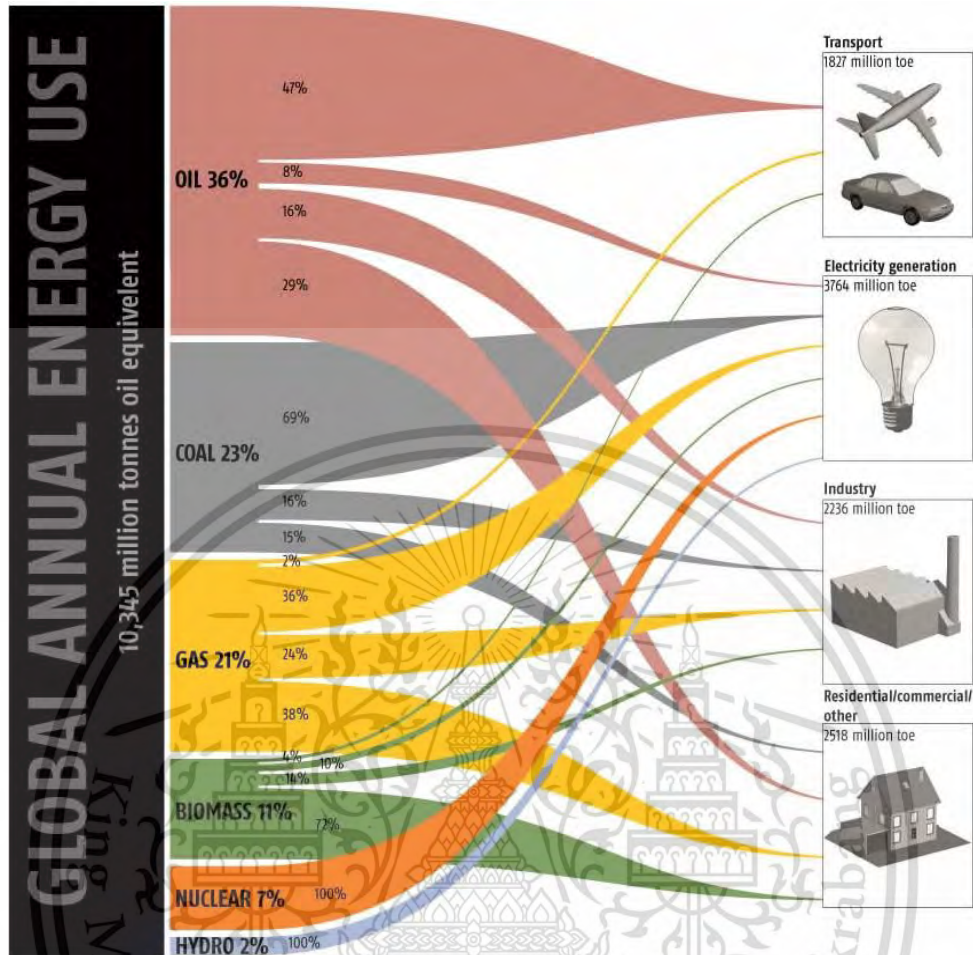 GLOBAL ANNUAL ENERGY USE
10,345 million tonnes oil equivelent
OIL 36%
47%
8%
16%
29%
COAL 23%
69%
16%
15%
GAS 21%
2%
36%
24%
38%
BIOMASS 11%
4%
10%
14%
72%
NUCLEAR 7%
100%
HYDRO 2%
100%
Transport
1827 million toe
Electricity generation
3764 million toe
Industry
2236 million toe
Residential/commercial/
other
2518 million toe
King M
krabang